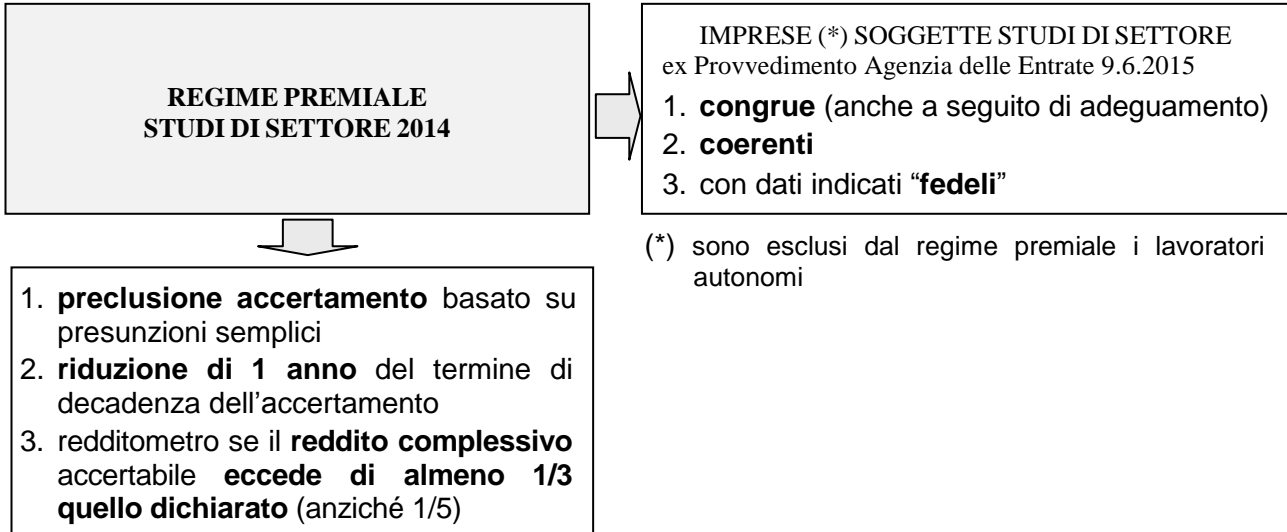 REGIME PREMIALE
STUDI DI SETTORE 2014
IMPRESE (*) SOGGETTE STUDI DI SETTORE
ex Provvedimento Agenzia delle Entrate 9.6.2015
1. congrue (anche a seguito di adeguamento)
2. coerenti
3. con dati indicati “fedeli”
(*) sono esclusi dal regime premiale i lavoratori
autonomi
1. preclusione accertamento basato su
presunzioni semplici
2. riduzione di 1 anno del termine di
decadenza dell’accertamento
3. redditometro se il reddito complessivo
accertabile eccede di almeno 1/3
quello dichiarato (anziché 1/5)